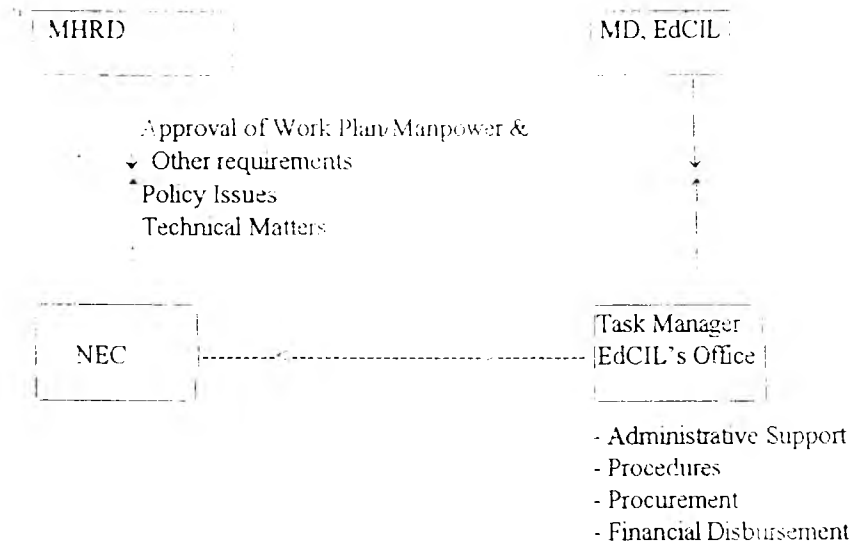 MHRD
MD, EdCIL
Approval of Work Plan/Manpower &
Other requirements
Policy Issues
Technical Matters
NEC
Task Manager
EdCIL's Office
- Administrative Support
- Procedures
- Procurement
- Financial Disbursement